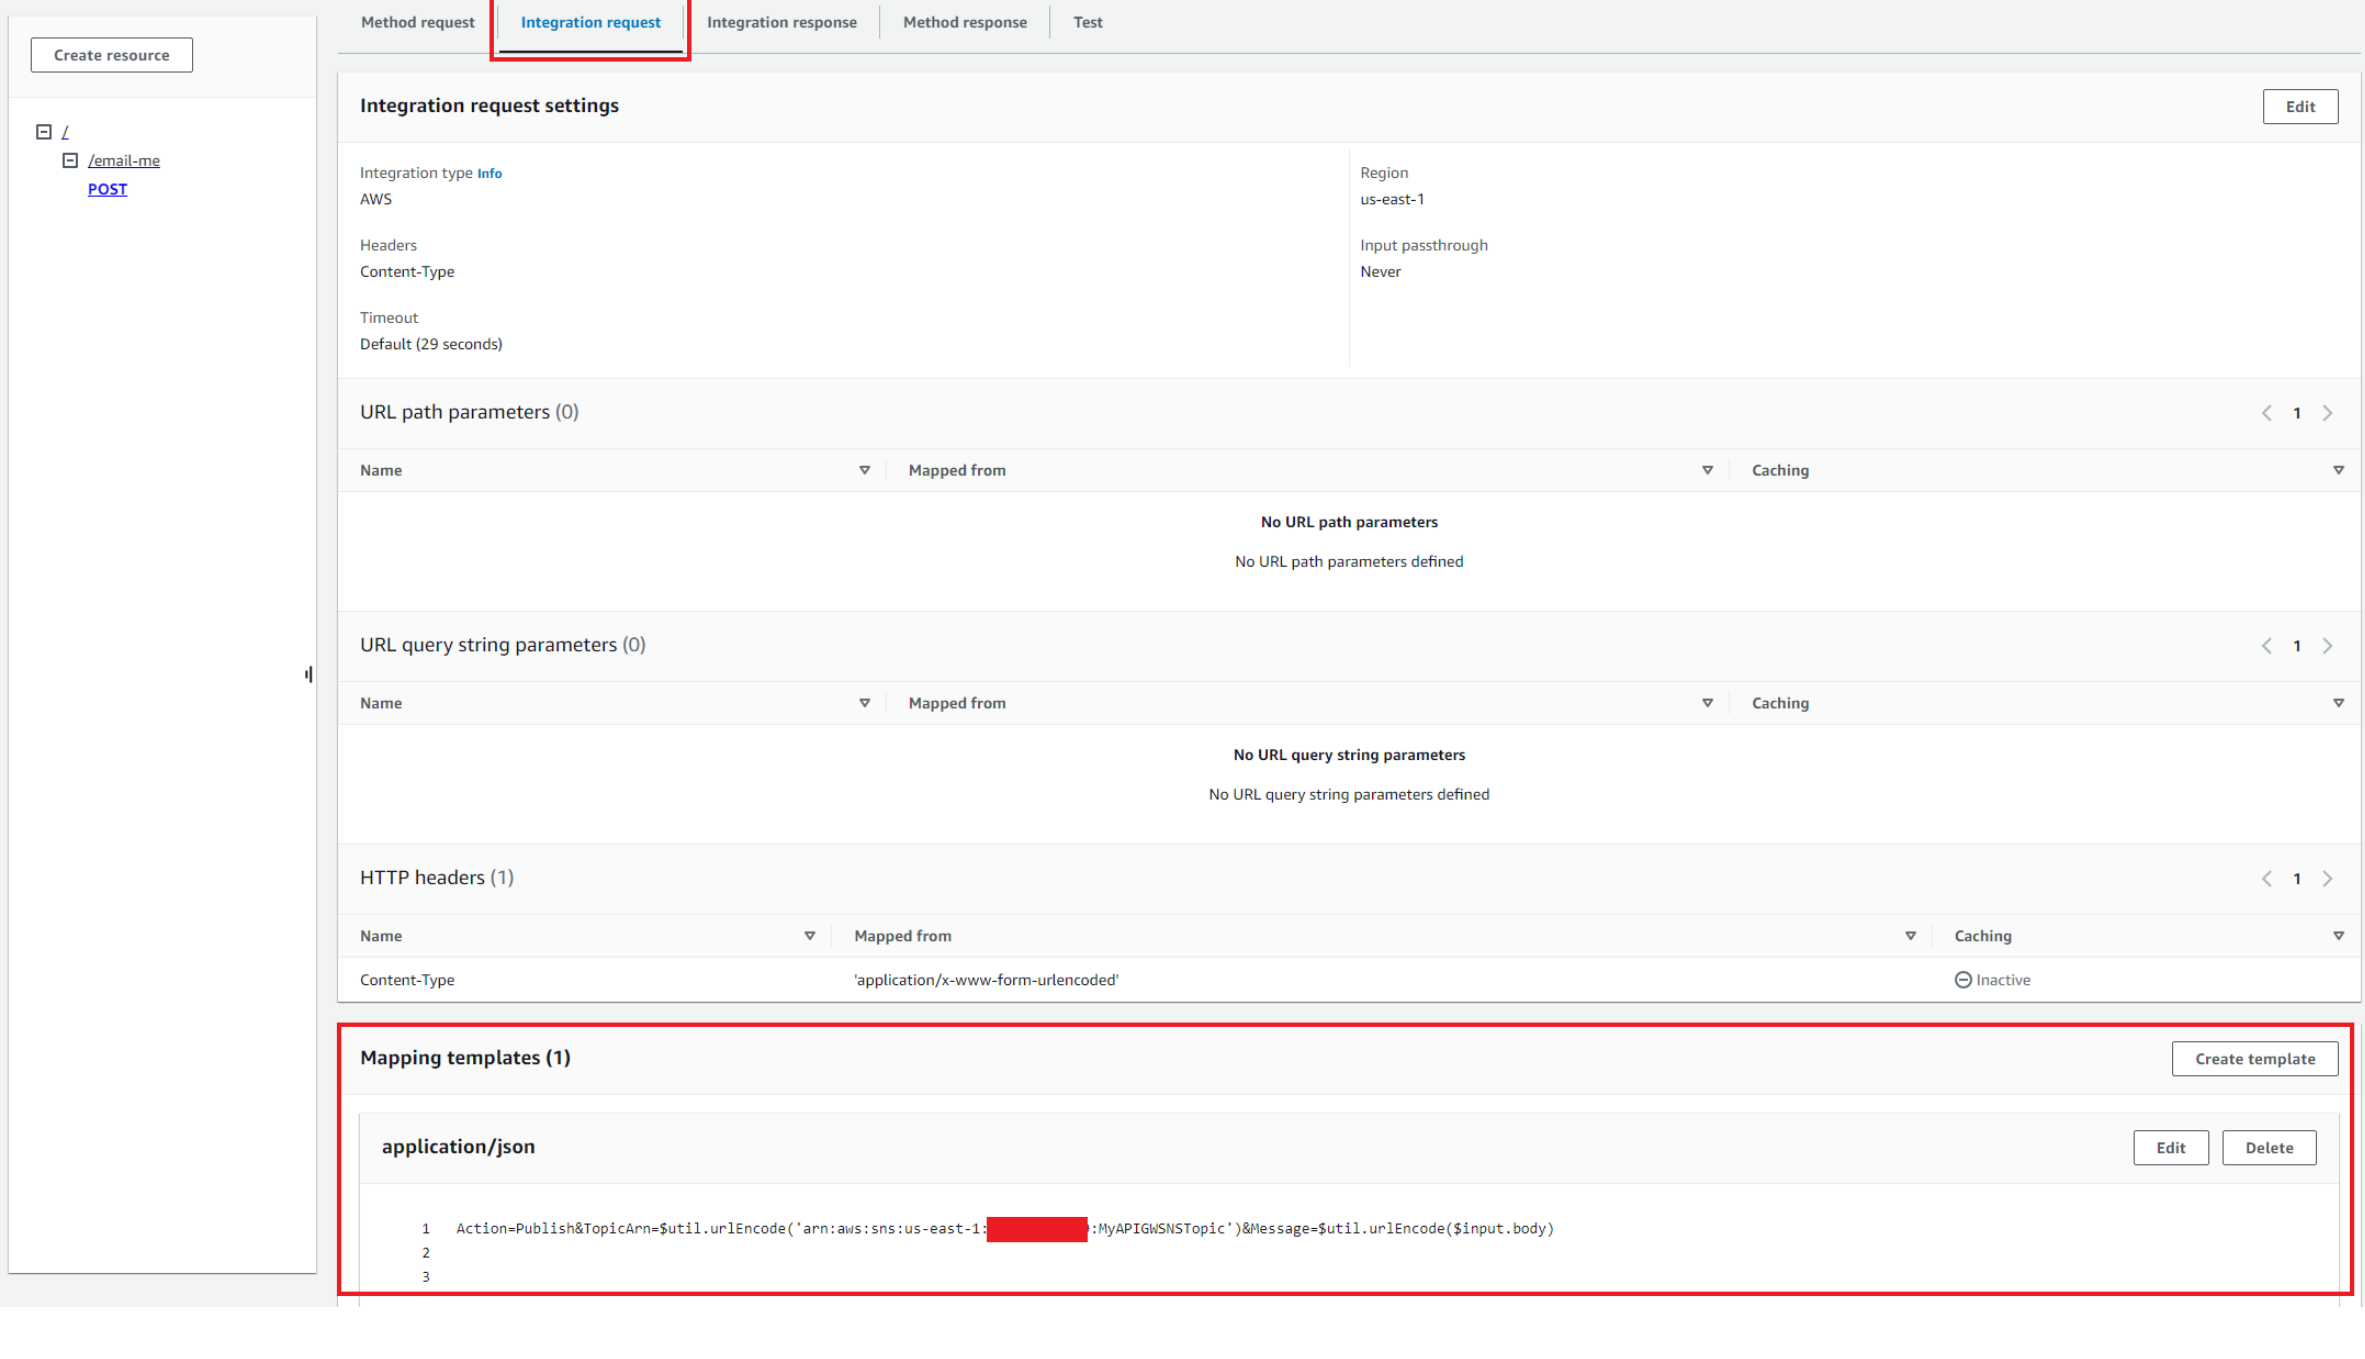 Create resource
/
/email-me
POST
Method request
Integration request
Integration response
Method response
Test
Integration request settings
Edit
Integration type Info
AWS
Region
us-east-1
Headers
Content-Type
Input passthrough
Never
Timeout
Default (29 seconds)
URL path parameters (0)
1
Name
Mapped from
Caching
No URL path parameters
No URL path parameters defined
URL query string parameters (0)
1
Name
Mapped from
Caching
No URL query string parameters
No URL query string parameters defined
HTTP headers (1)
1
Name
Mapped from
Caching
Content-Type
'application/x-www-form-urlencoded'
Inactive
Mapping templates (1)
Create template
application/json
Edit
Delete
1 Action=Publish&TopicArn=$util.urlEncode('arn:aws:sns:us-east-1: :MyAPIGWSNSTopic')&Message=$util.urlEncode($input.body)
2
3